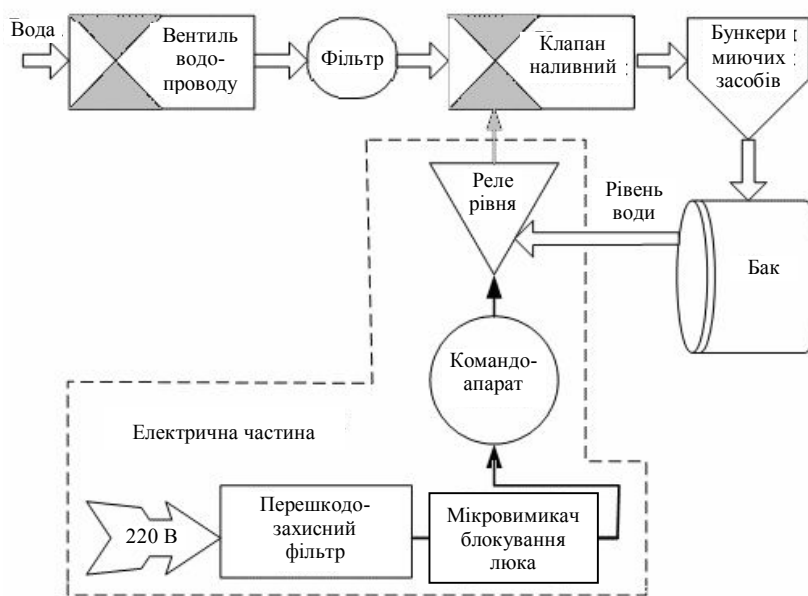 Вода
Вентиль
водо-
проводу
Фільтр
Клапан
наливний
Бункери
миючих
засобів
Реле
рівня
Рівень
води
Бак
Командо-
апарат
Електрична частина
220 В
Перешкодо-
захисний
фільтр
Мікровимикач
блокування
люка